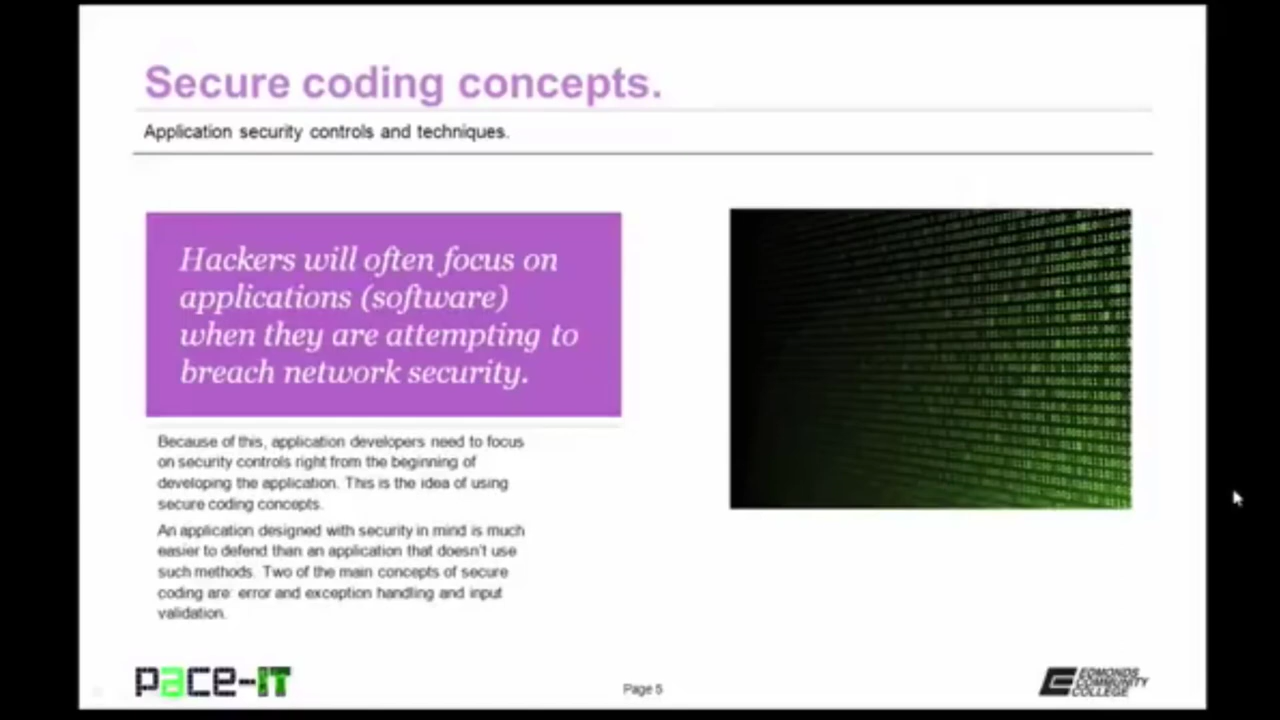 Secure coding concepts.
Application security controls and techniques.
Hackers will often focus on
applications (software)
when they are attempting to
breach network security.
Because of this, application developers need to focus
on security controls right from the beginning of
developing the application. This is the idea of using
secure coding concepts.
An application designed with security in mind is much
easier to defend than an application that doesn't use
such methods. Two of the main concepts of secure
coding are: error and exception handling and input
validation.
pace-IT
Page 5
EDMONDS
COMMUNITY
COLLEGE